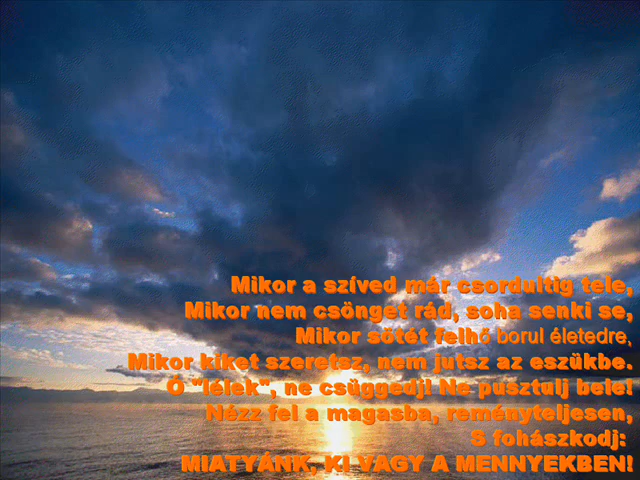 Mikor a szíved már csordultig tele,
Mikor nem csönget rád, soha senki se,
Mikor sötét felhő borul életedre,
Mikor kiket szeretsz, nem jutsz az eszükbe.
Ó "lélek", ne csüggedj! Ne pusztulj bele!
Nézz fel a magasba, reményteljesen,
S fohászkodj:
MIATYÁNK, KI VAGY A MENNYEKBEN!